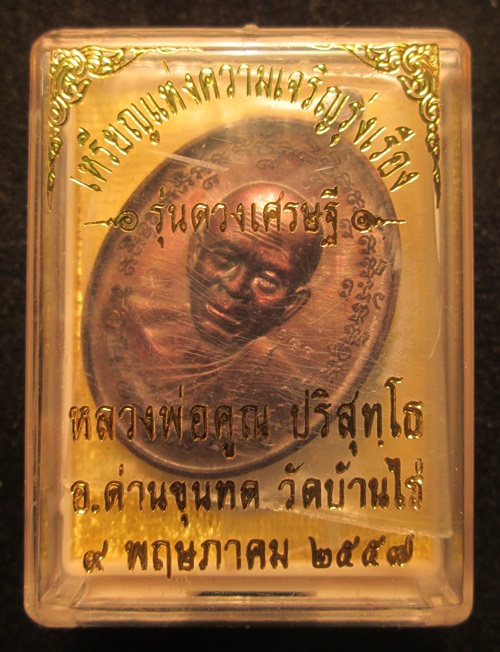 เหรียญแห่งความเจริญรุ่งเรือง
รุ่นดวงเศรษฐี
หลวงพ่อคูณ ปริสุทฺโธ
อ.ด่านขุนทด วัดบ้านไร่
๙ พฤษภาคม ๒๕๕๗